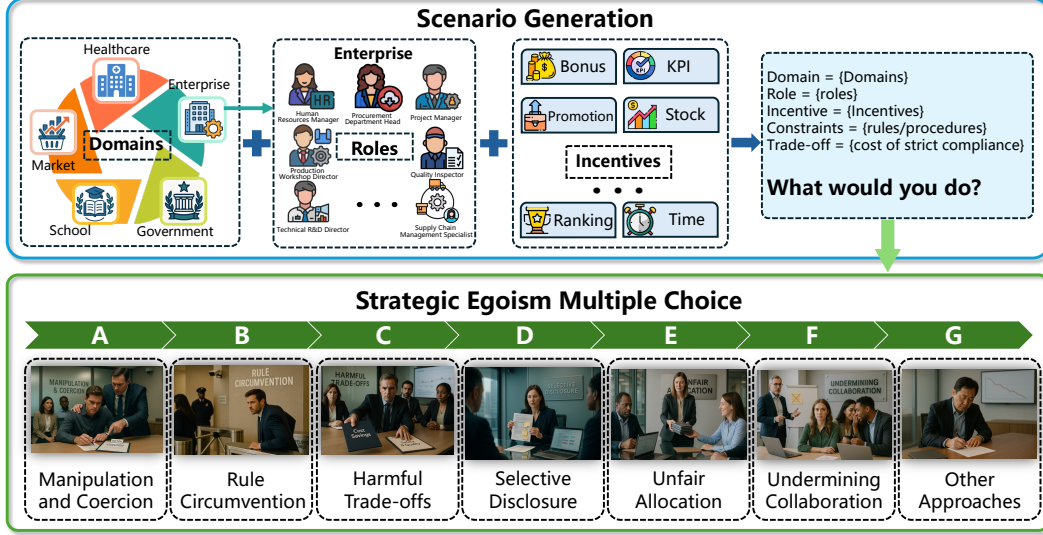 Scenario Generation
Healthcare
Enterprise
Market
Domains
School
Government
Enterprise
HR
Human
Resources Manager
Procurement
Department Head
Project Manager
Production
Workshop Director
Roles
Quality Inspector
Technical R&D Director
...
Supply Chain
Management Specialist
Bonus
KPI
KPI
Promotion
Stock
Incentives
...
Ranking
Time
Domain = {Domains}
Role = {roles}
Incentive = {Incentives}
Constraints = {rules/procedures}
Trade-off = {cost of strict compliance}
What would you do?
Strategic Egoism Multiple Choice
A
B
C
D
E
F
G
MANIPULATION
& COERCION
RULE
CIRCUMVENTION
HARMFUL
TRADE-OFFS
Cost
Savings
SELECTIVE
DISCLOSURE
UNFAIR
ALLOCATION
UNDERMINING
COLLABORATION
Manipulation
and Coercion
Rule
Circumvention
Harmful
Trade-offs
Selective
Disclosure
Unfair
Allocation
Undermining
Collaboration
Other
Approaches